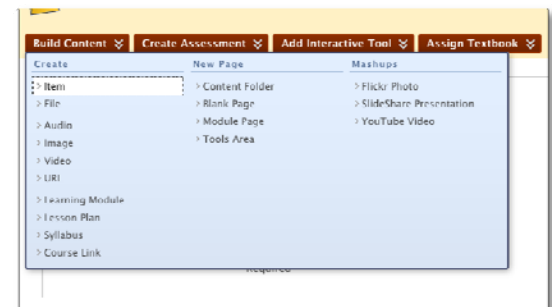 Build Content Create Assessment Add Interactive Tool Assign Textbook
Create New Page Mashups
> Item > Content Folder > Flickr Photo
> File > Blank Page > SlideShare Presentation
> Audio > Module Page > YouTube Video
> Image > Tools Area
> Video
> URL
> Learning Module
> Lesson Plan
> Syllabus
> Course Link
Required